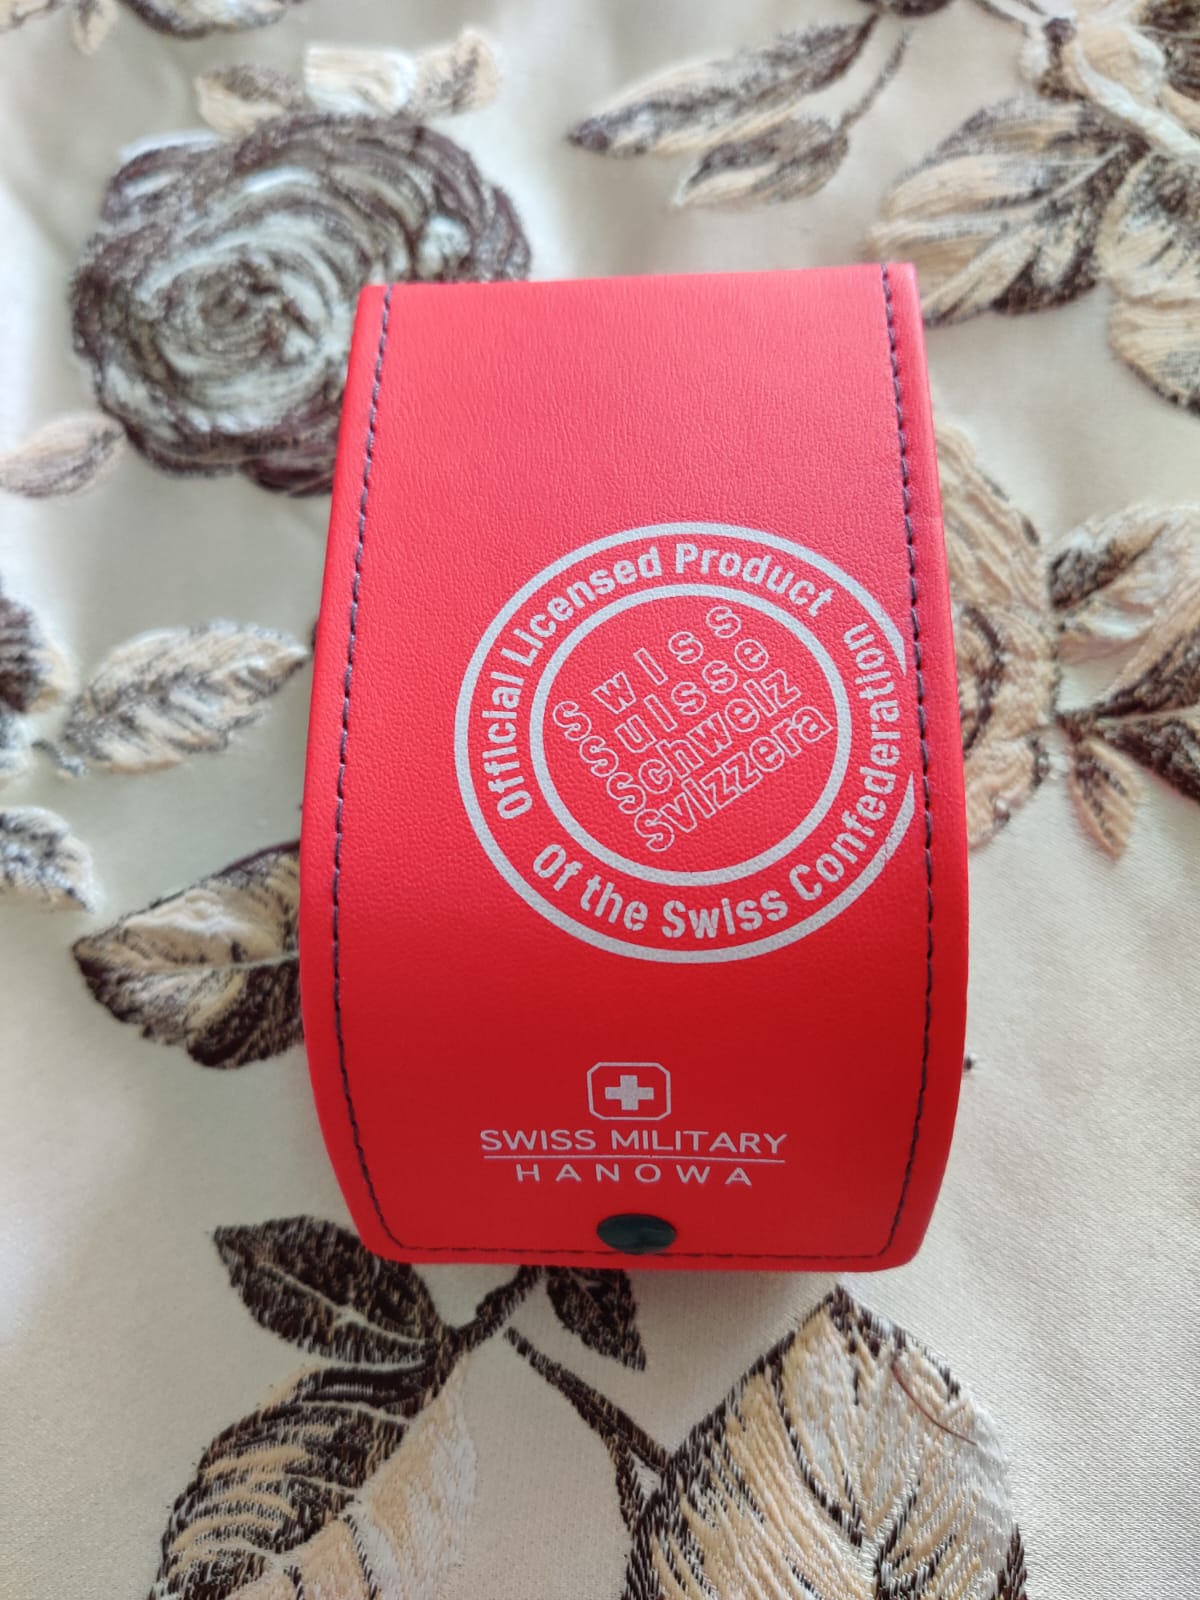 Official Licensed Product
Of the Swiss Confederation
swiss
suisse
schweiz
svizzera
SWISS MILITARY
HANOWA